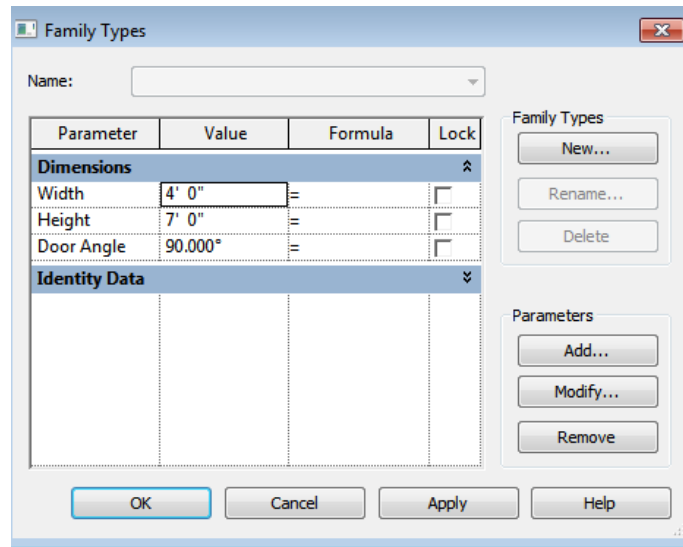 Family Types
Name:
Parameter Value Formula Lock
Dimensions
Width 4' 0" =
Height 7' 0" =
Door Angle 90.000° =
Identity Data
Family Types
New...
Rename...
Delete
Parameters
Add...
Modify...
Remove
OK Cancel Apply Help